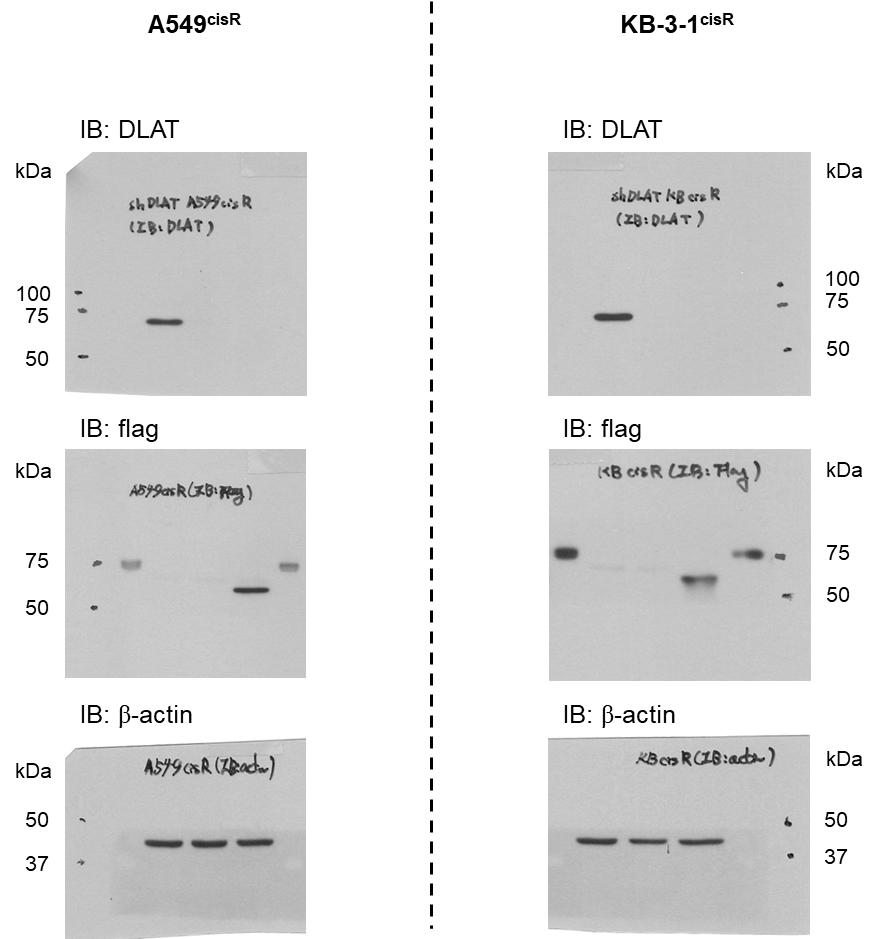 A549cisR
KB-3-1cisR
IB: DLAT
kDa
shDLAT A549cisR
(IB:DLAT)
100
75
50
IB: flag
kDa
A549cisR(IB:Flag)
75
50
IB: β-actin
kDa
A549cisR(IB:actin)
50
37
IB: DLAT
kDa
shDLAT KBcisR
(IB:DLAT)
100
75
50
IB: flag
kDa
KBcisR(IB:Flag)
75
50
IB: β-actin
kDa
KBcisR(IB:actin)
50
37